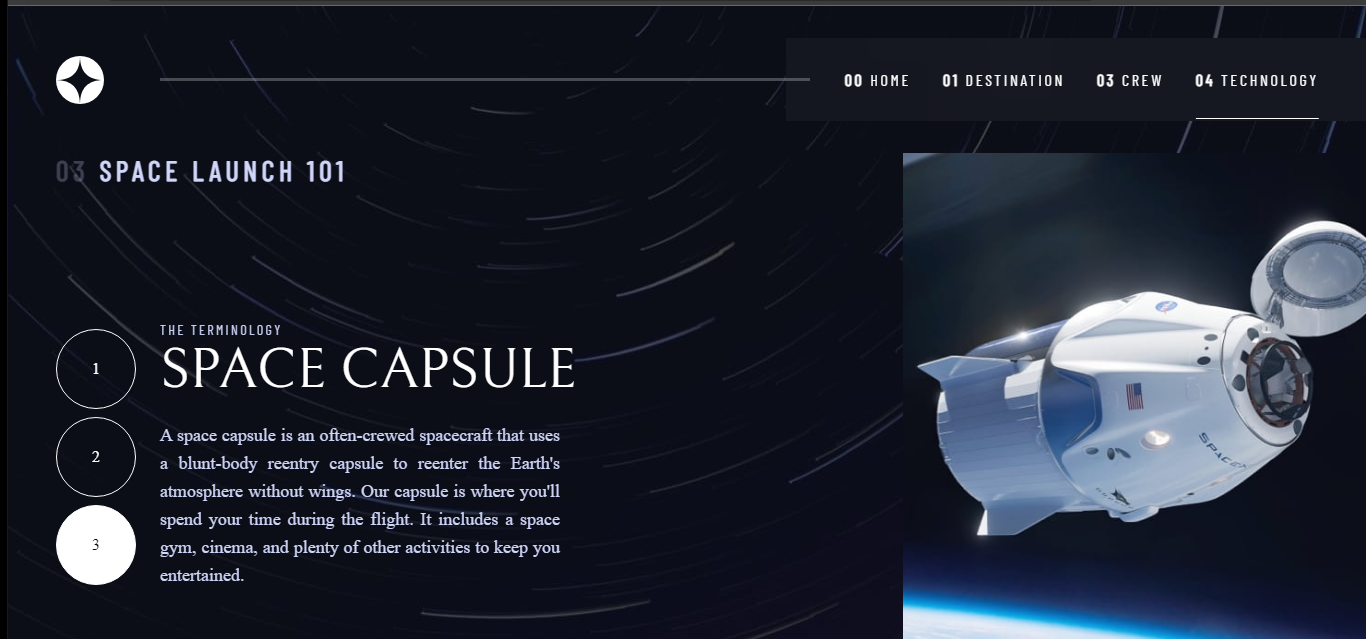 00 HOME 01 DESTINATION 03 CREW 04 TECHNOLOGY
03 SPACE LAUNCH 101
THE TERMINOLOGY
SPACE CAPSULE
1
2
3
A space capsule is an often-crewed spacecraft that uses
a blunt-body reentry capsule to reenter the Earth's
atmosphere without wings. Our capsule is where you'll
spend your time during the flight. It includes a space
gym, cinema, and plenty of other activities to keep you
entertained.
SPACEX